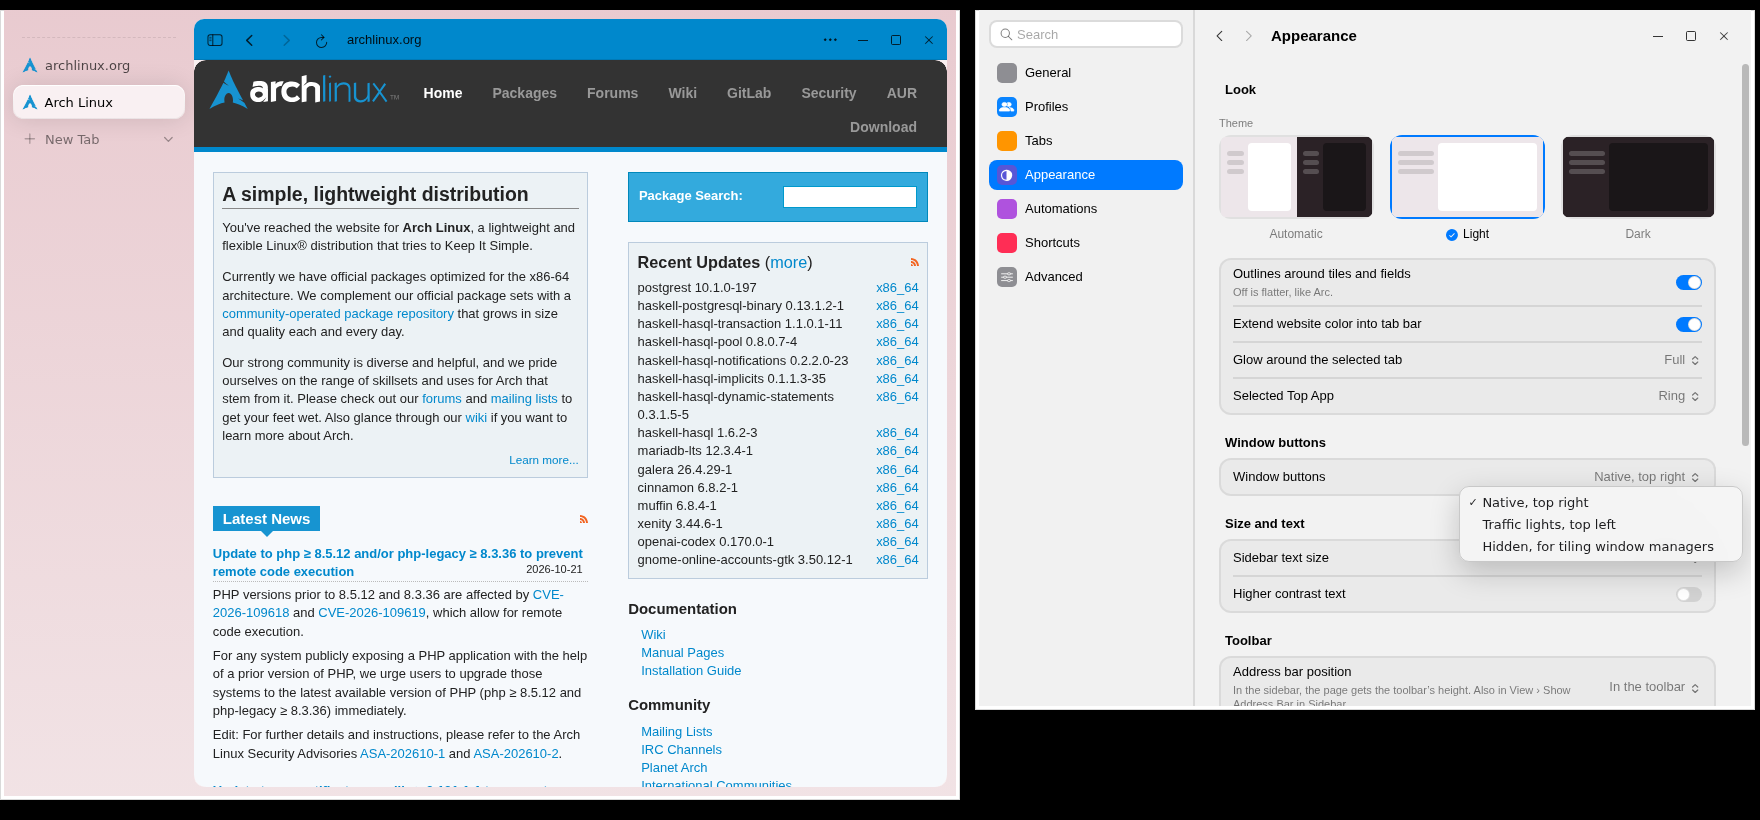 archlinux.org
Arch Linux
New Tab
archlinux.org
archlinux™
Home Packages Forums Wiki GitLab Security AUR
Download
A simple, lightweight distribution
You've reached the website for Arch Linux, a lightweight and
flexible Linux® distribution that tries to Keep It Simple.
Currently we have official packages optimized for the x86-64
architecture. We complement our official package sets with a
community-operated package repository that grows in size
and quality each and every day.
Our strong community is diverse and helpful, and we pride
ourselves on the range of skillsets and uses for Arch that
stem from it. Please check out our forums and mailing lists to
get your feet wet. Also glance through our wiki if you want to
learn more about Arch.
Learn more...
Latest News
Update to php ≥ 8.5.12 and/or php-legacy ≥ 8.3.36 to prevent
remote code execution 2026-10-21
PHP versions prior to 8.5.12 and 8.3.36 are affected by CVE-
2026-109618 and CVE-2026-109619, which allow for remote
code execution.
For any system publicly exposing a PHP application with the help
of a prior version of PHP, we urge users to upgrade those
systems to the latest available version of PHP (php ≥ 8.5.12 and
php-legacy ≥ 8.3.36) immediately.
Edit: For further details and instructions, please refer to the Arch
Linux Security Advisories ASA-202610-1 and ASA-202610-2.
Package Search:
Recent Updates (more)
postgrest 10.1.0-197 x86_64
haskell-postgresql-binary 0.13.1.2-1 x86_64
haskell-hasql-transaction 1.1.0.1-11 x86_64
haskell-hasql-pool 0.8.0.7-4 x86_64
haskell-hasql-notifications 0.2.2.0-23 x86_64
haskell-hasql-implicits 0.1.1.3-35 x86_64
haskell-hasql-dynamic-statements x86_64
0.3.1.5-5
haskell-hasql 1.6.2-3 x86_64
mariadb-lts 12.3.4-1 x86_64
galera 26.4.29-1 x86_64
cinnamon 6.8.2-1 x86_64
muffin 6.8.4-1 x86_64
xenity 3.44.6-1 x86_64
openai-codex 0.170.0-1 x86_64
gnome-online-accounts-gtk 3.50.12-1 x86_64
Documentation
Wiki
Manual Pages
Installation Guide
Community
Mailing Lists
IRC Channels
Planet Arch
International Communities
Search
General
Profiles
Tabs
Appearance
Automations
Shortcuts
Advanced
Appearance
Look
Theme
Automatic Light Dark
Outlines around tiles and fields
Off is flatter, like Arc.
Extend website color into tab bar
Glow around the selected tab Full
Selected Top App Ring
Window buttons
Window buttons Native, top right
✓ Native, top right
Traffic lights, top left
Hidden, for tiling window managers
Size and text
Sidebar text size
Higher contrast text
Toolbar
Address bar position In the toolbar
In the sidebar, the page gets the toolbar's height. Also in View › Show
Address Bar in Sidebar